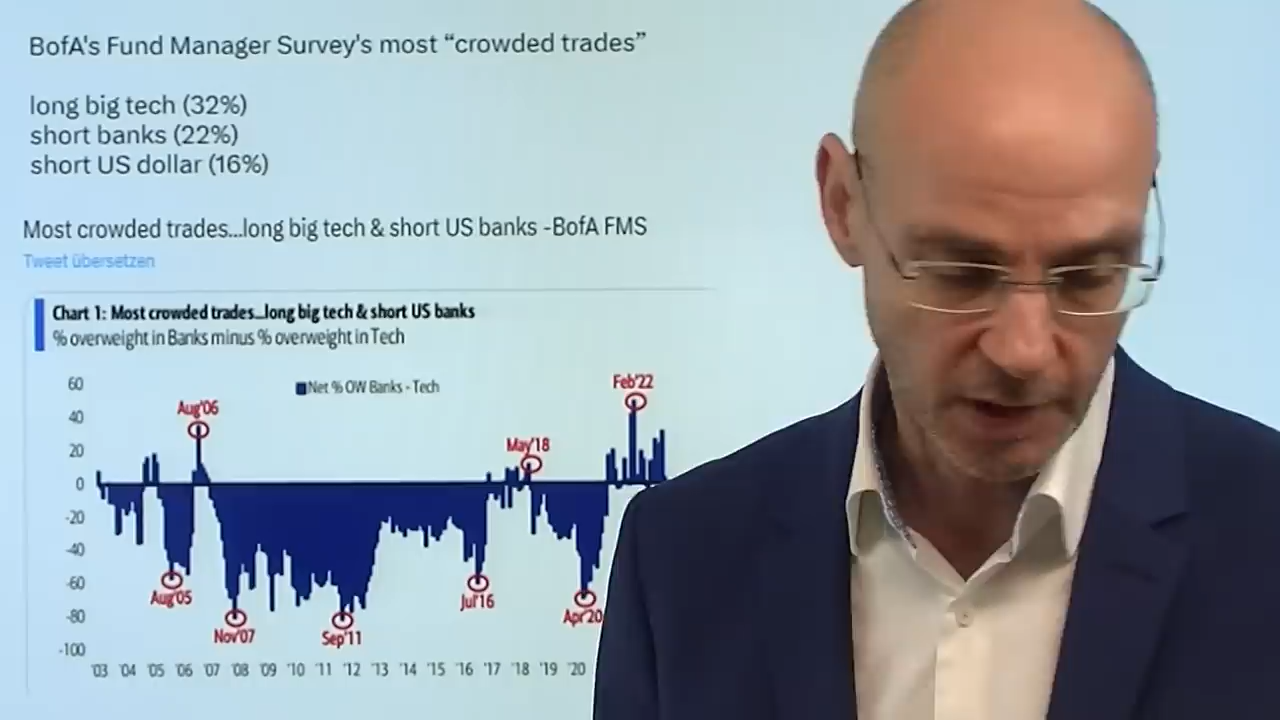 BofA's Fund Manager Survey's most “crowded trades”
long big tech (32%)
short banks (22%)
short US dollar (16%)
Most crowded trades...long big tech & short US banks -BofA FMS
Tweet übersetzen
Chart 1: Most crowded trades...long big tech & short US banks
% overweight in Banks minus % overweight in Tech
Net % OW Banks - Tech
60
40
20
0
-20
-40
-60
-80
-100
Aug'06
May'18
Feb'22
Aug'05
Nov'07
Sep'11
Jul'16
Apr'20
'03 '04 '05 '06 '07 '08 '09 '10 '11 '12 '13 '14 '15 '16 '17 '18 '19 '20